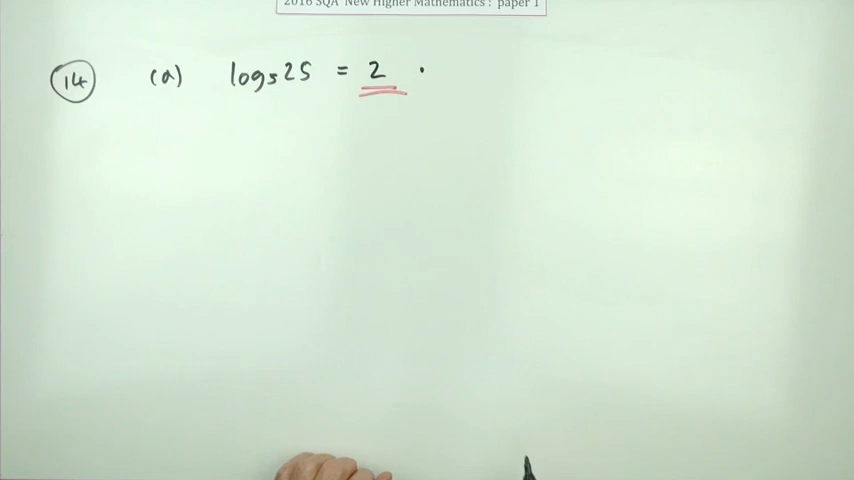 2016 SQA New Higher Mathematics : paper 1
14 (a) log₅25 = 2 .